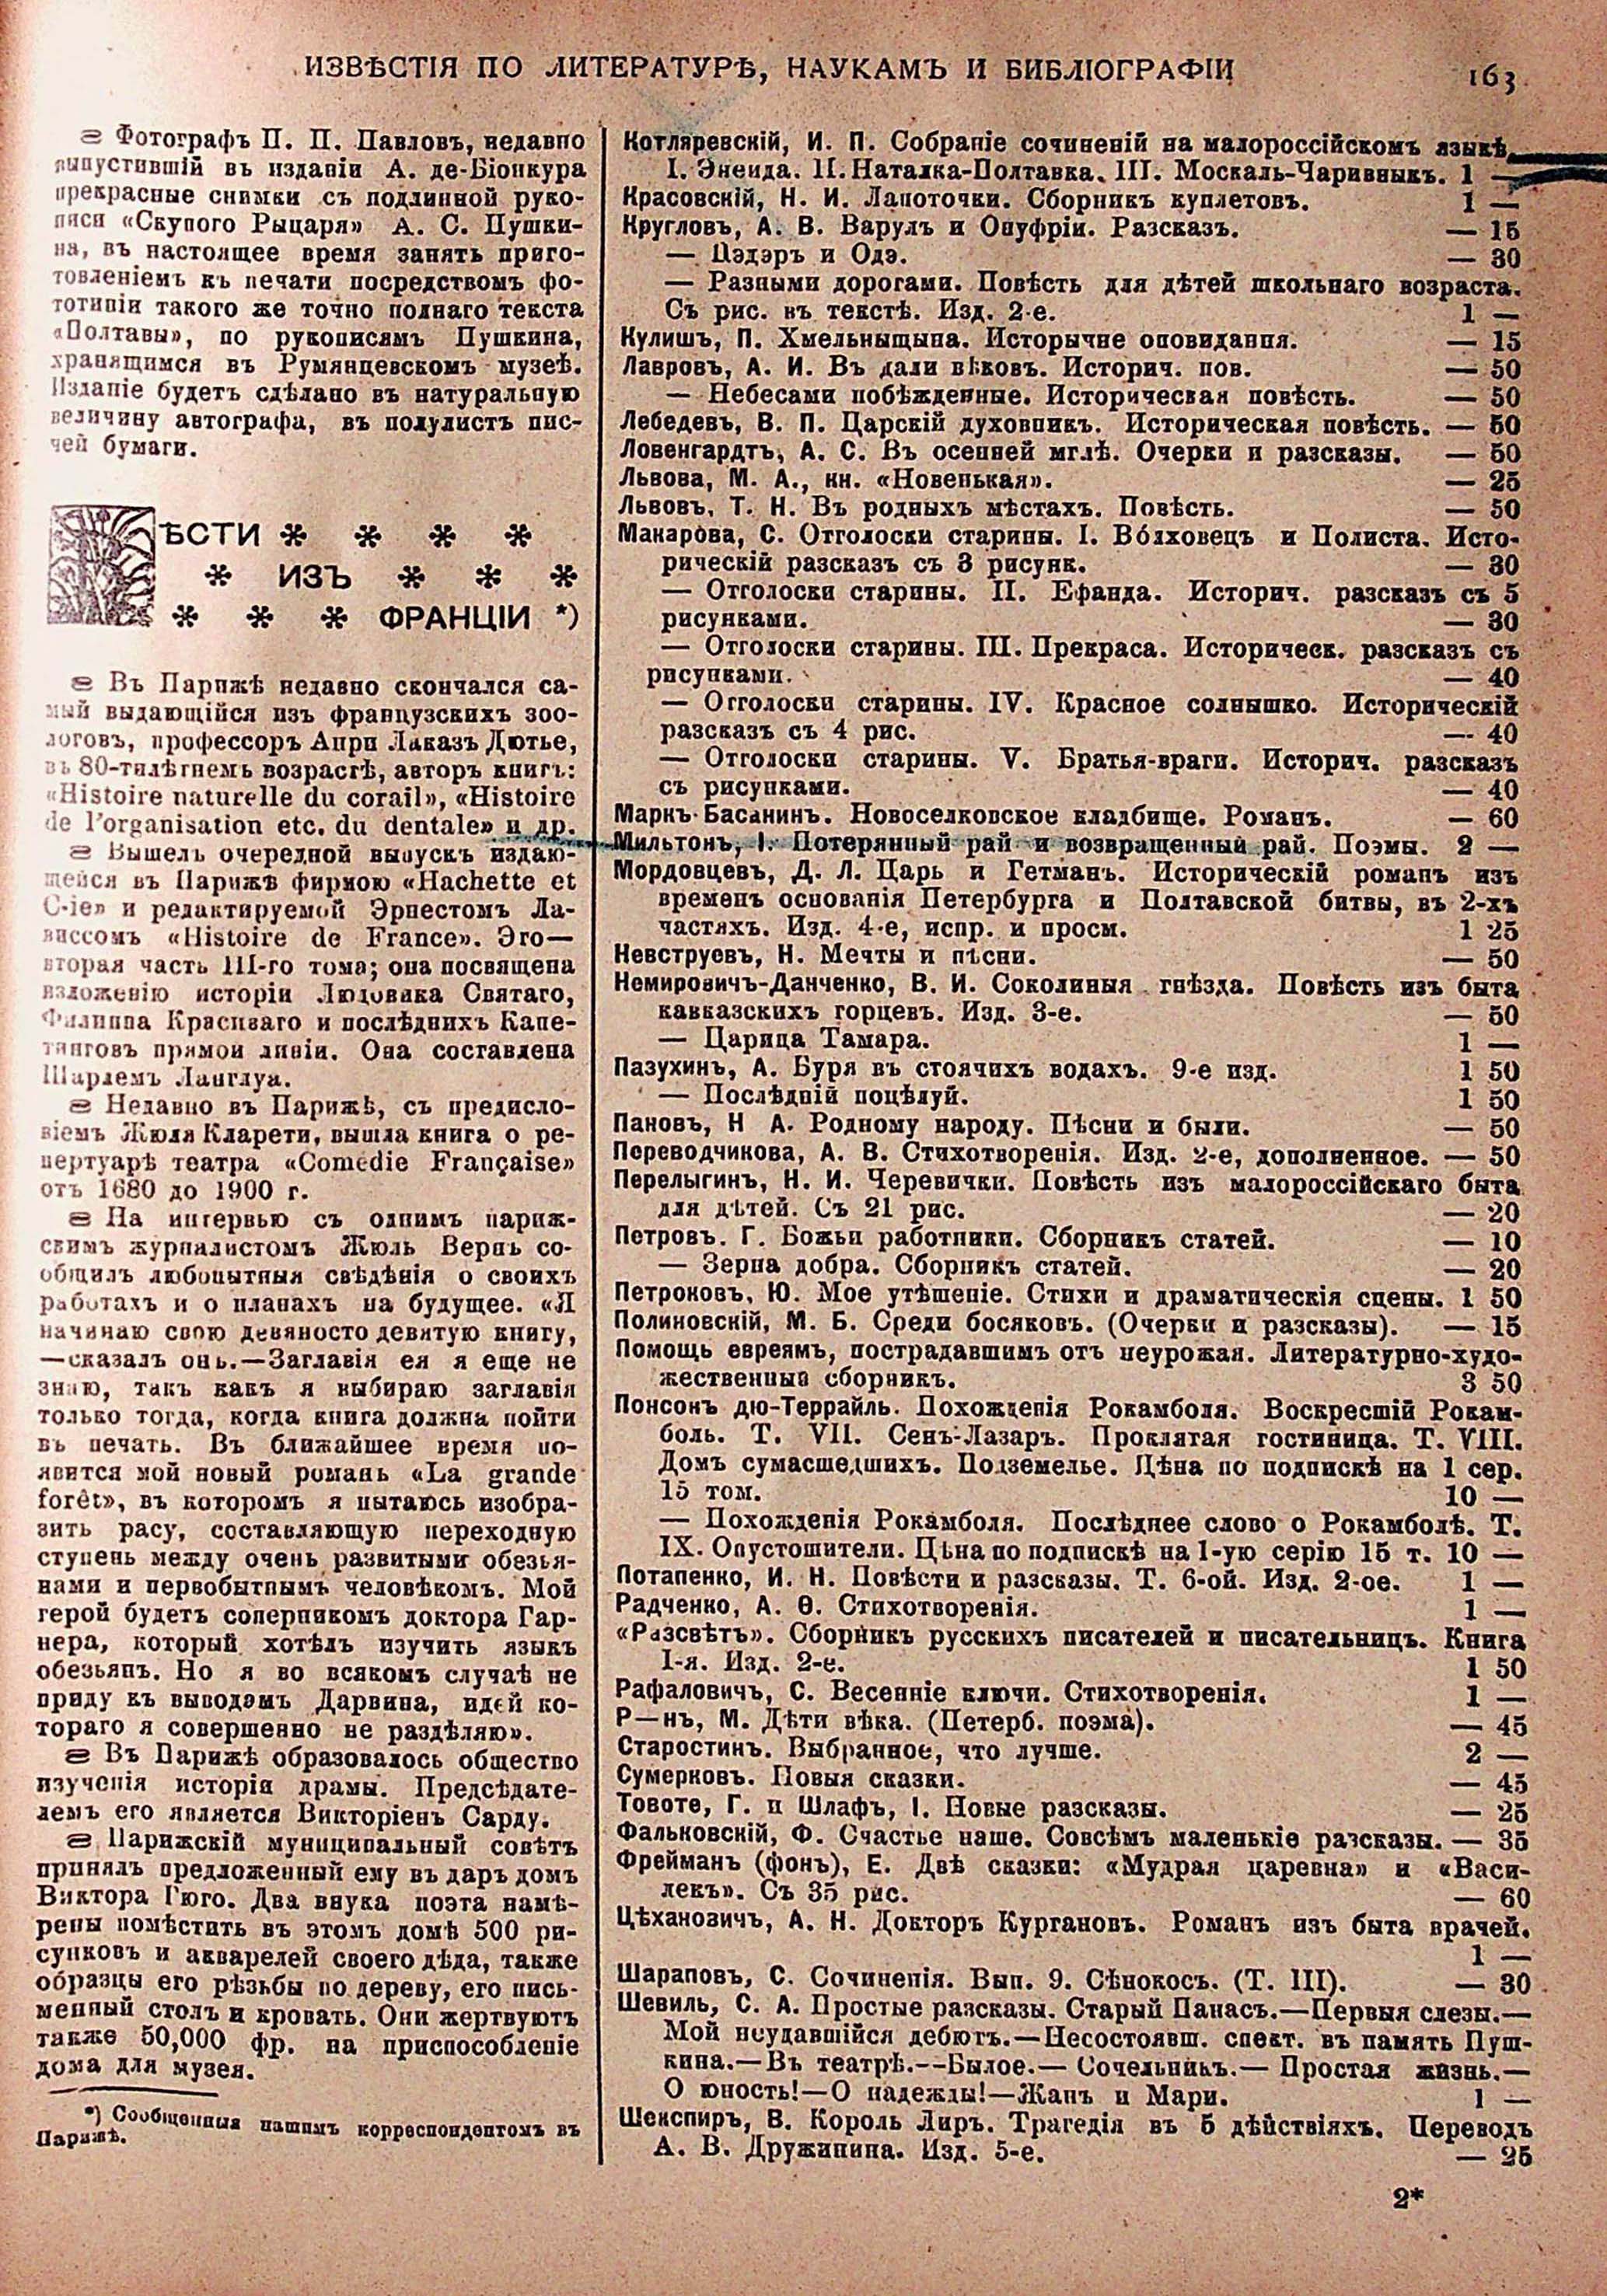 ИЗВѢСТІЯ ПО ЛИТЕРАТУРѢ, НАУКАМЪ И БИБЛІОГРАФІИ
163
Фотографъ П. П. Павловъ, недавно
выпустившій въ изданіи А. де-Біонкура
прекрасные снимки съ подлинной руко-
писи «Скупого Рыцаря» А. С. Пушки-
на, въ настоящее время занятъ приго-
товленіемъ къ печати посредствомъ фо-
тотипіи такого же точно полнаго текста
«Полтавы», по рукописямъ Пушкина,
хранящимся въ Румянцевскомъ музеѣ.
Изданіе будетъ сдѣлано въ натуральную
величину автографа, въ полулистъ пис-
чей бумаги.
ѢСТИ * * * *
* ИЗЪ * * *
* * * ФРАНЦІИ *)
Въ Парижѣ недавно скончался са-
мый выдающійся изъ французскихъ зоо-
логовъ, профессоръ Анри Лаказъ Дютье,
въ 80-тилѣтнемъ возрастѣ, авторъ книгъ:
«Histoire naturelle du corail», «Histoire
de l'organisation etc. du dentale» и др.
Вышелъ очередной выпускъ издаю-
щейся въ Парижѣ фирмою «Hachette et
C-ie» и редактируемой Эрнестомъ Ла-
виссомъ «Histoire de France». Это—
вторая часть III-го тома; она посвящена
изложенію исторіи Людовика Святаго,
Филиппа Красиваго и послѣднихъ Капе-
тинговъ прямой линіи. Она составлена
Шарлемъ Ланглуа.
Недавно въ Парижѣ, съ предисло-
віемъ Жюля Кларети, вышла книга о ре-
пертуарѣ театра «Comédie Française»
отъ 1680 до 1900 г.
На интервью съ однимъ париж-
скимъ журналистомъ Жюль Вернъ со-
общилъ любопытныя свѣдѣнія о своихъ
работахъ и о планахъ на будущее. «Я
начинаю свою девяносто девятую книгу,
—сказалъ онъ.—Заглавія ея я еще не
знаю, такъ какъ я выбираю заглавія
только тогда, когда книга должна пойти
въ печать. Въ ближайшее время по-
явится мой новый романъ «La grande
forêt», въ которомъ я пытаюсь изобра-
зить расу, составляющую переходную
ступень между очень развитыми обезья-
нами и первобытнымъ человѣкомъ. Мой
герой будетъ соперникомъ доктора Гар-
нера, который хотѣлъ изучить языкъ
обезьянъ. Но я во всякомъ случаѣ не
приду къ выводамъ Дарвина, идей ко-
тораго я совершенно не раздѣляю».
Въ Парижѣ образовалось общество
изученія исторіи драмы. Предсѣдате-
лемъ его является Викторіенъ Сарду.
Парижскій муниципальный совѣтъ
принялъ предложенный ему въ даръ домъ
Виктора Гюго. Два внука поэта намѣ-
рены помѣстить въ этомъ домѣ 500 ри-
сунковъ и акварелей своего дѣда, также
образцы его рѣзьбы по дереву, его пись-
менный столъ и кровать. Они жертвуютъ
также 50,000 фр. на приспособленіе
дома для музея.
*) Сообщенныя нашимъ корреспондентомъ въ
Парижѣ.
Котляревскій, И. П. Собраніе сочиненій на малороссійскомъ языкѣ.
I. Энеида. II. Наталка-Полтавка. III. Москаль-Чаривныкъ. 1 —
Красовскій, Н. И. Лапоточки. Сборникъ куплетовъ. 1 —
Кругловъ, А. В. Варулъ и Онуфрій. Разсказъ. — 15
— Цэдэръ и Одэ. — 30
— Разными дорогами. Повѣсть для дѣтей школьнаго возраста.
Съ рис. въ текстѣ. Изд. 2-е. 1 —
Кулишъ, П. Хмельныщына. Исторычне оповидання. — 15
Лавровъ, А. И. Въ дали вѣковъ. Историч. пов. — 50
— Небесами побѣжденные. Историческая повѣсть. — 50
Лебедевъ, В. П. Царскій духовникъ. Историческая повѣсть. — 50
Ловенгардтъ, А. С. Въ осенней мглѣ. Очерки и разсказы. — 50
Львова, М. А., кн. «Новенькая». — 25
Львовъ, Т. Н. Въ родныхъ мѣстахъ. Повѣсть. — 50
Макарова, С. Отголоски старины. I. Во́лховецъ и Полиста. Исто-
рическій разсказъ съ 3 рисунк. — 30
— Отголоски старины. II. Ефанда. Историч. разсказъ съ 5
рисунками. — 30
— Отголоски старины. III. Прекраса. Историческ. разсказъ съ
рисунками. — 40
— Отголоски старины. IV. Красное солнышко. Историческій
разсказъ съ 4 рис. — 40
— Отголоски старины. V. Братья-враги. Историч. разсказъ
съ рисунками. — 40
Маркъ-Басанинъ. Новоселковское кладбище. Романъ. — 60
Мильтонъ, І. Потерянный рай и возвращенный рай. Поэмы. 2 —
Мордовцевъ, Д. Л. Царь и Гетманъ. Историческій романъ изъ
временъ основанія Петербурга и Полтавской битвы, въ 2-хъ
частяхъ. Изд. 4-е, испр. и просм. 1 25
Невструевъ, Н. Мечты и пѣсни. — 50
Немировичъ-Данченко, В. И. Соколиныя гнѣзда. Повѣсть изъ быта
кавказскихъ горцевъ. Изд. 3-е. — 50
— Царица Тамара. 1 —
Пазухинъ, А. Буря въ стоячихъ водахъ. 9-е изд. 1 50
— Послѣдній поцѣлуй. 1 50
Пановъ, Н А. Родному народу. Пѣсни и были. — 50
Переводчикова, А. В. Стихотворенія. Изд. 2-е, дополненное. — 50
Перелыгинъ, Н. И. Черевички. Повѣсть изъ малороссійскаго быта
для дѣтей. Съ 21 рис. — 20
Петровъ. Г. Божьи работники. Сборникъ статей. — 10
— Зерна добра. Сборникъ статей. — 20
Петроковъ, Ю. Мое утѣшеніе. Стихи и драматическія сцены. 1 50
Полиновскій, М. Б. Среди босяковъ. (Очерки и разсказы). — 15
Помощь евреямъ, пострадавшимъ отъ неурожая. Литературно-худо-
жественный сборникъ. 3 50
Понсонъ дю-Террайль. Похожденія Рокамболя. Воскресшій Рокам-
боль. Т. VII. Сенъ-Лазаръ. Проклятая гостиница. Т. VIII.
Домъ сумасшедшихъ. Подземелье. Цѣна по подпискѣ на 1 сер.
15 том. 10 —
— Похожденія Рокамболя. Послѣднее слово о Рокамболѣ. Т.
IX. Опустошители. Цѣна по подпискѣ на 1-ую серію 15 т. 10 —
Потапенко, И. Н. Повѣсти и разсказы. Т. 6-ой. Изд. 2-ое. 1 —
Радченко, А. Ѳ. Стихотворенія. 1 —
«Разсвѣтъ». Сборникъ русскихъ писателей и писательницъ. Книга
I-я. Изд. 2-е. 1 50
Рафаловичъ, С. Весенніе ключи. Стихотворенія. 1 —
Р—нъ, М. Дѣти вѣка. (Петерб. поэма). — 45
Старостинъ. Выбранное, что лучше. 2 —
Сумерковъ. Новыя сказки. — 45
Товоте, Г. и Шлафъ, І. Новые разсказы. — 25
Фальковскій, Ф. Счастье наше. Совсѣмъ маленькіе разсказы. — 35
Фрейманъ (фонъ), Е. Двѣ сказки: «Мудрая царевна» и «Васи-
лекъ». Съ 35 рис. — 60
Цѣхановичъ, А. Н. Докторъ Кургановъ. Романъ изъ быта врачей.
1 —
Шараповъ, С. Сочиненія. Вып. 9. Сѣнокосъ. (Т. III). — 30
Шевиль, С. А. Простые разсказы. Старый Панасъ.—Первыя слезы.—
Мой неудавшійся дебютъ.—Несостоявш. спект. въ память Пуш-
кина.—Въ театрѣ.--Былое.— Сочельникъ.— Простая жизнь.—
О юность!—О надежды!—Жанъ и Мари. 1 —
Шекспиръ, В. Король Лиръ. Трагедія въ 5 дѣйствіяхъ. Переводъ
А. В. Дружинина. Изд. 5-е. — 25
2*